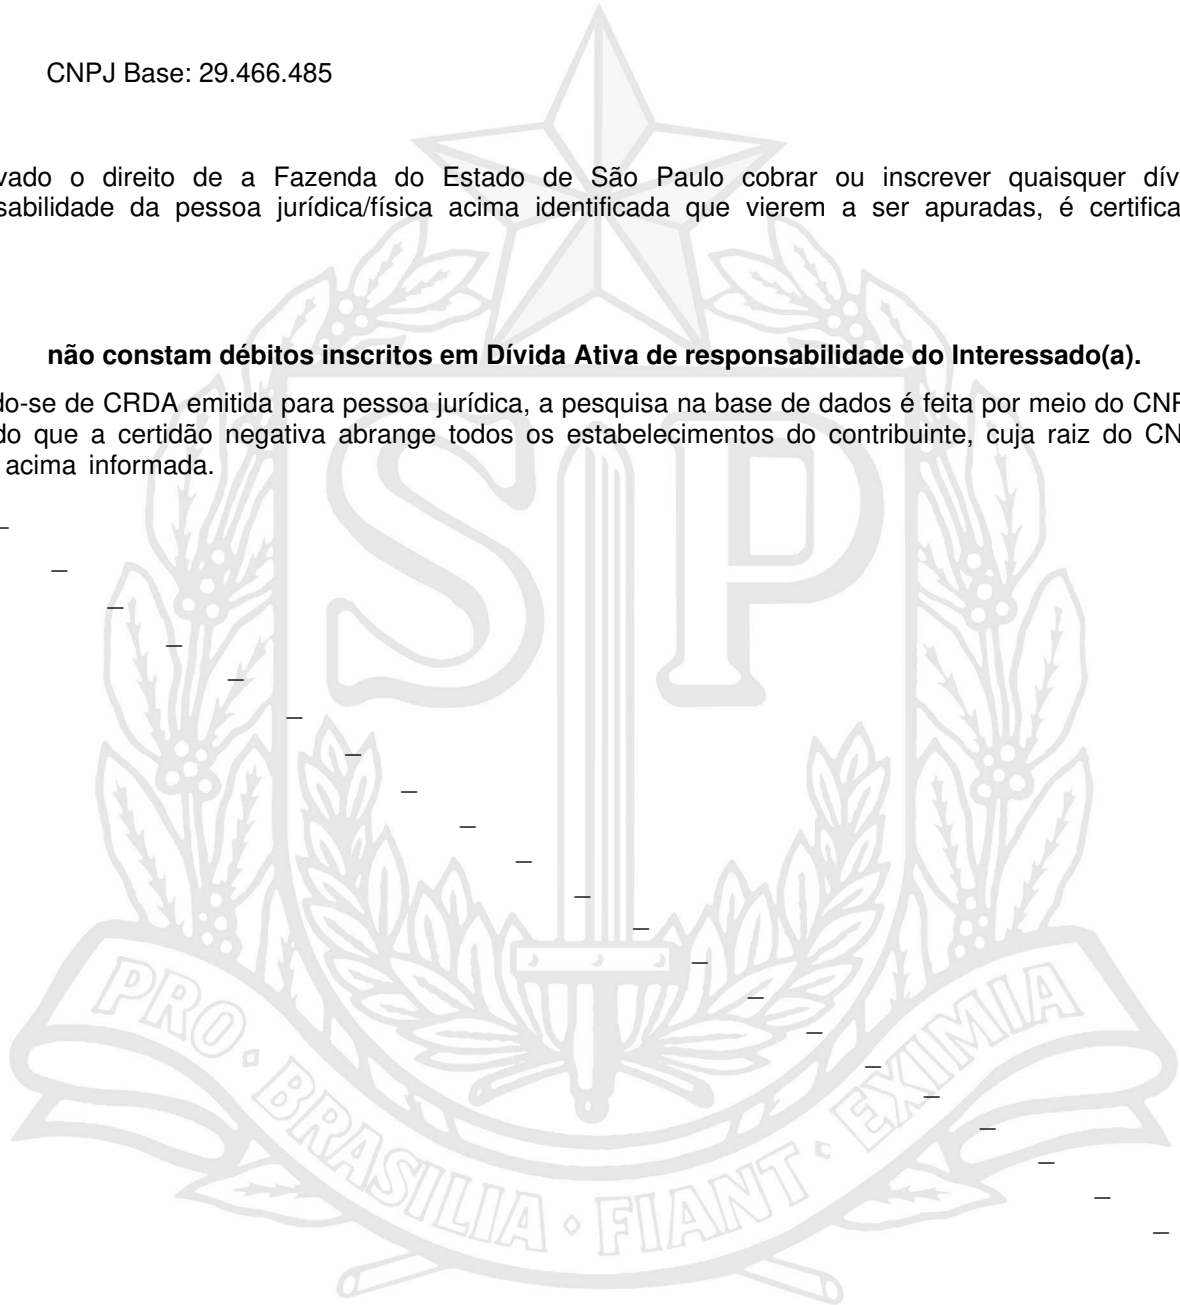 CNPJ Base: 29.466.485
vado o direito de a Fazenda do Estado de São Paulo cobrar ou inscrever quaisquer dív
sabilidade da pessoa jurídica/física acima identificada que vierem a ser apuradas, é certifica
não constam débitos inscritos em Dívida Ativa de responsabilidade do Interessado(a).
do-se de CRDA emitida para pessoa jurídica, a pesquisa na base de dados é feita por meio do CNP
do que a certidão negativa abrange todos os estabelecimentos do contribuinte, cuja raiz do CN
acima informada.
SP
PRO · BRASILIA · FIANT · EXIMIA